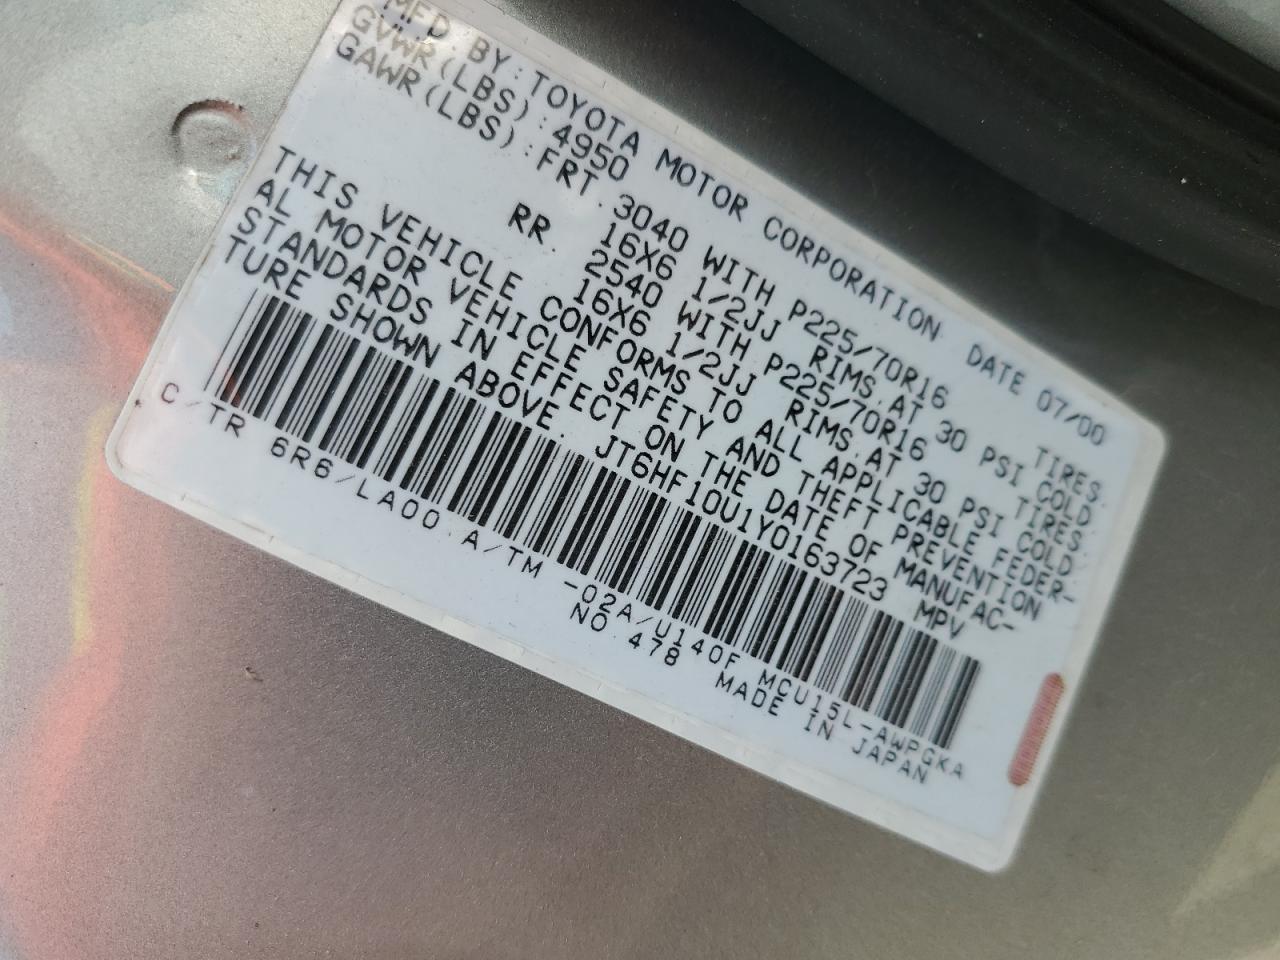 MFD. BY: TOYOTA MOTOR CORPORATION DATE 07/00
GVWR(LBS): 4950
GAWR(LBS): FRT. 3040 WITH P225/70R16 TIRES.
16X6 1/2JJ RIMS. AT 30 PSI COLD
RR. 2540 WITH P225/70R16 TIRES.
16X6 1/2JJ RIMS. AT 30 PSI COLD
THIS VEHICLE CONFORMS TO ALL APPLICABLE FEDER-
AL MOTOR VEHICLE SAFETY AND THEFT PREVENTION
STANDARDS IN EFFECT ON THE DATE OF MANUFAC-
TURE SHOWN ABOVE. JT6HF10U1Y0163723 MPV
C/TR 6R6/LA00 A/TM -02A/U140F MCU15L-AWPGKA
NO.478 MADE IN JAPAN